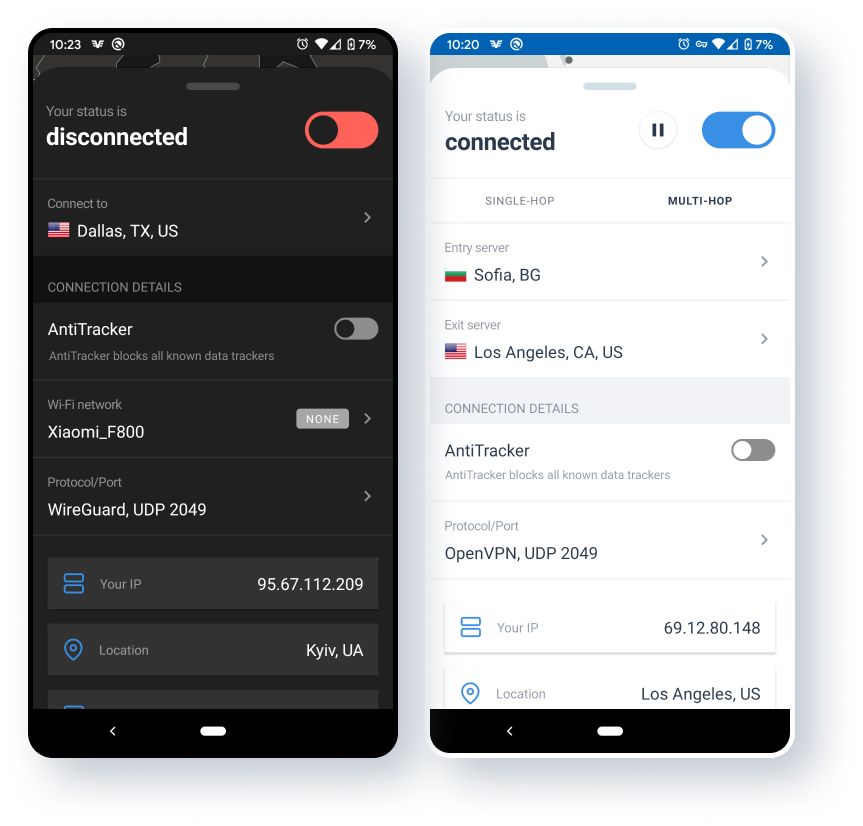 10:23
7%
Your status is
disconnected
Connect to
Dallas, TX, US
CONNECTION DETAILS
AntiTracker
AntiTracker blocks all known data trackers
Wi-Fi network
Xiaomi_F800
NONE
Protocol/Port
WireGuard, UDP 2049
Your IP
95.67.112.209
Location
Kyiv, UA
10:20
7%
Your status is
connected
SINGLE-HOP
MULTI-HOP
Entry server
Sofia, BG
Exit server
Los Angeles, CA, US
CONNECTION DETAILS
AntiTracker
AntiTracker blocks all known data trackers
Protocol/Port
OpenVPN, UDP 2049
Your IP
69.12.80.148
Location
Los Angeles, US